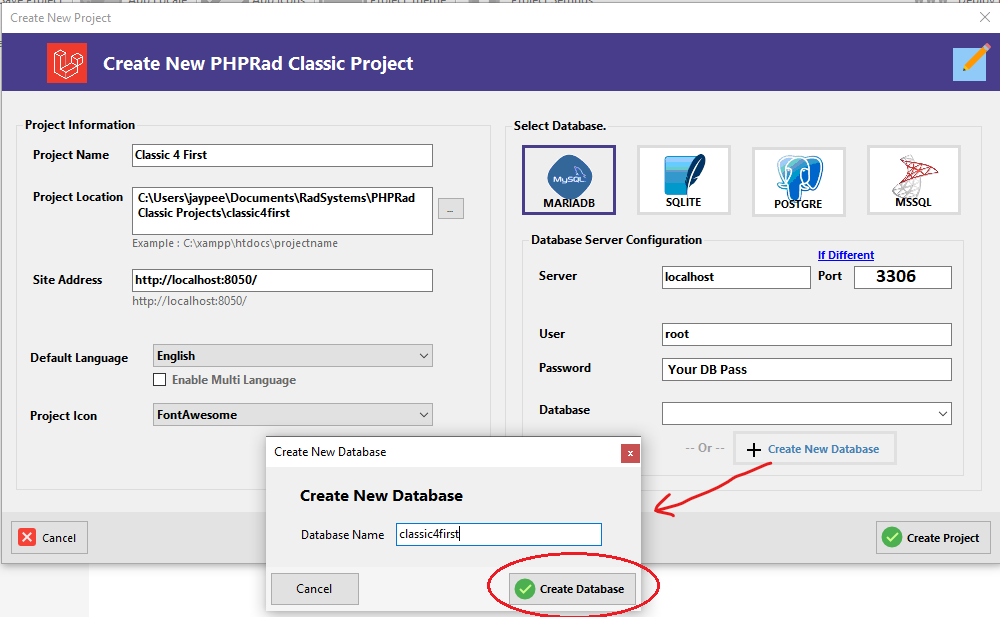 Create New Project
Create New PHPRad Classic Project
Project Information
Project Name
Classic 4 First
Project Location
C:\Users\jaypee\Documents\RadSystems\PHPRad
Classic Projects\classic4first
...
Example : C:\xampp\htdocs\projectname
Site Address
http://localhost:8050/
http://localhost:8050/
Default Language
English
Enable Multi Language
Project Icon
FontAwesome
Select Database.
MySQL
MARIADB
SQLITE
POSTGRE
MSSQL
Database Server Configuration
If Different
Server
localhost
Port
3306
User
root
Password
Your DB Pass
Database
-- Or --
Create New Database
Create New Database
x
Create New Database
Database Name
classic4first
Cancel
Create Database
Cancel
Create Project